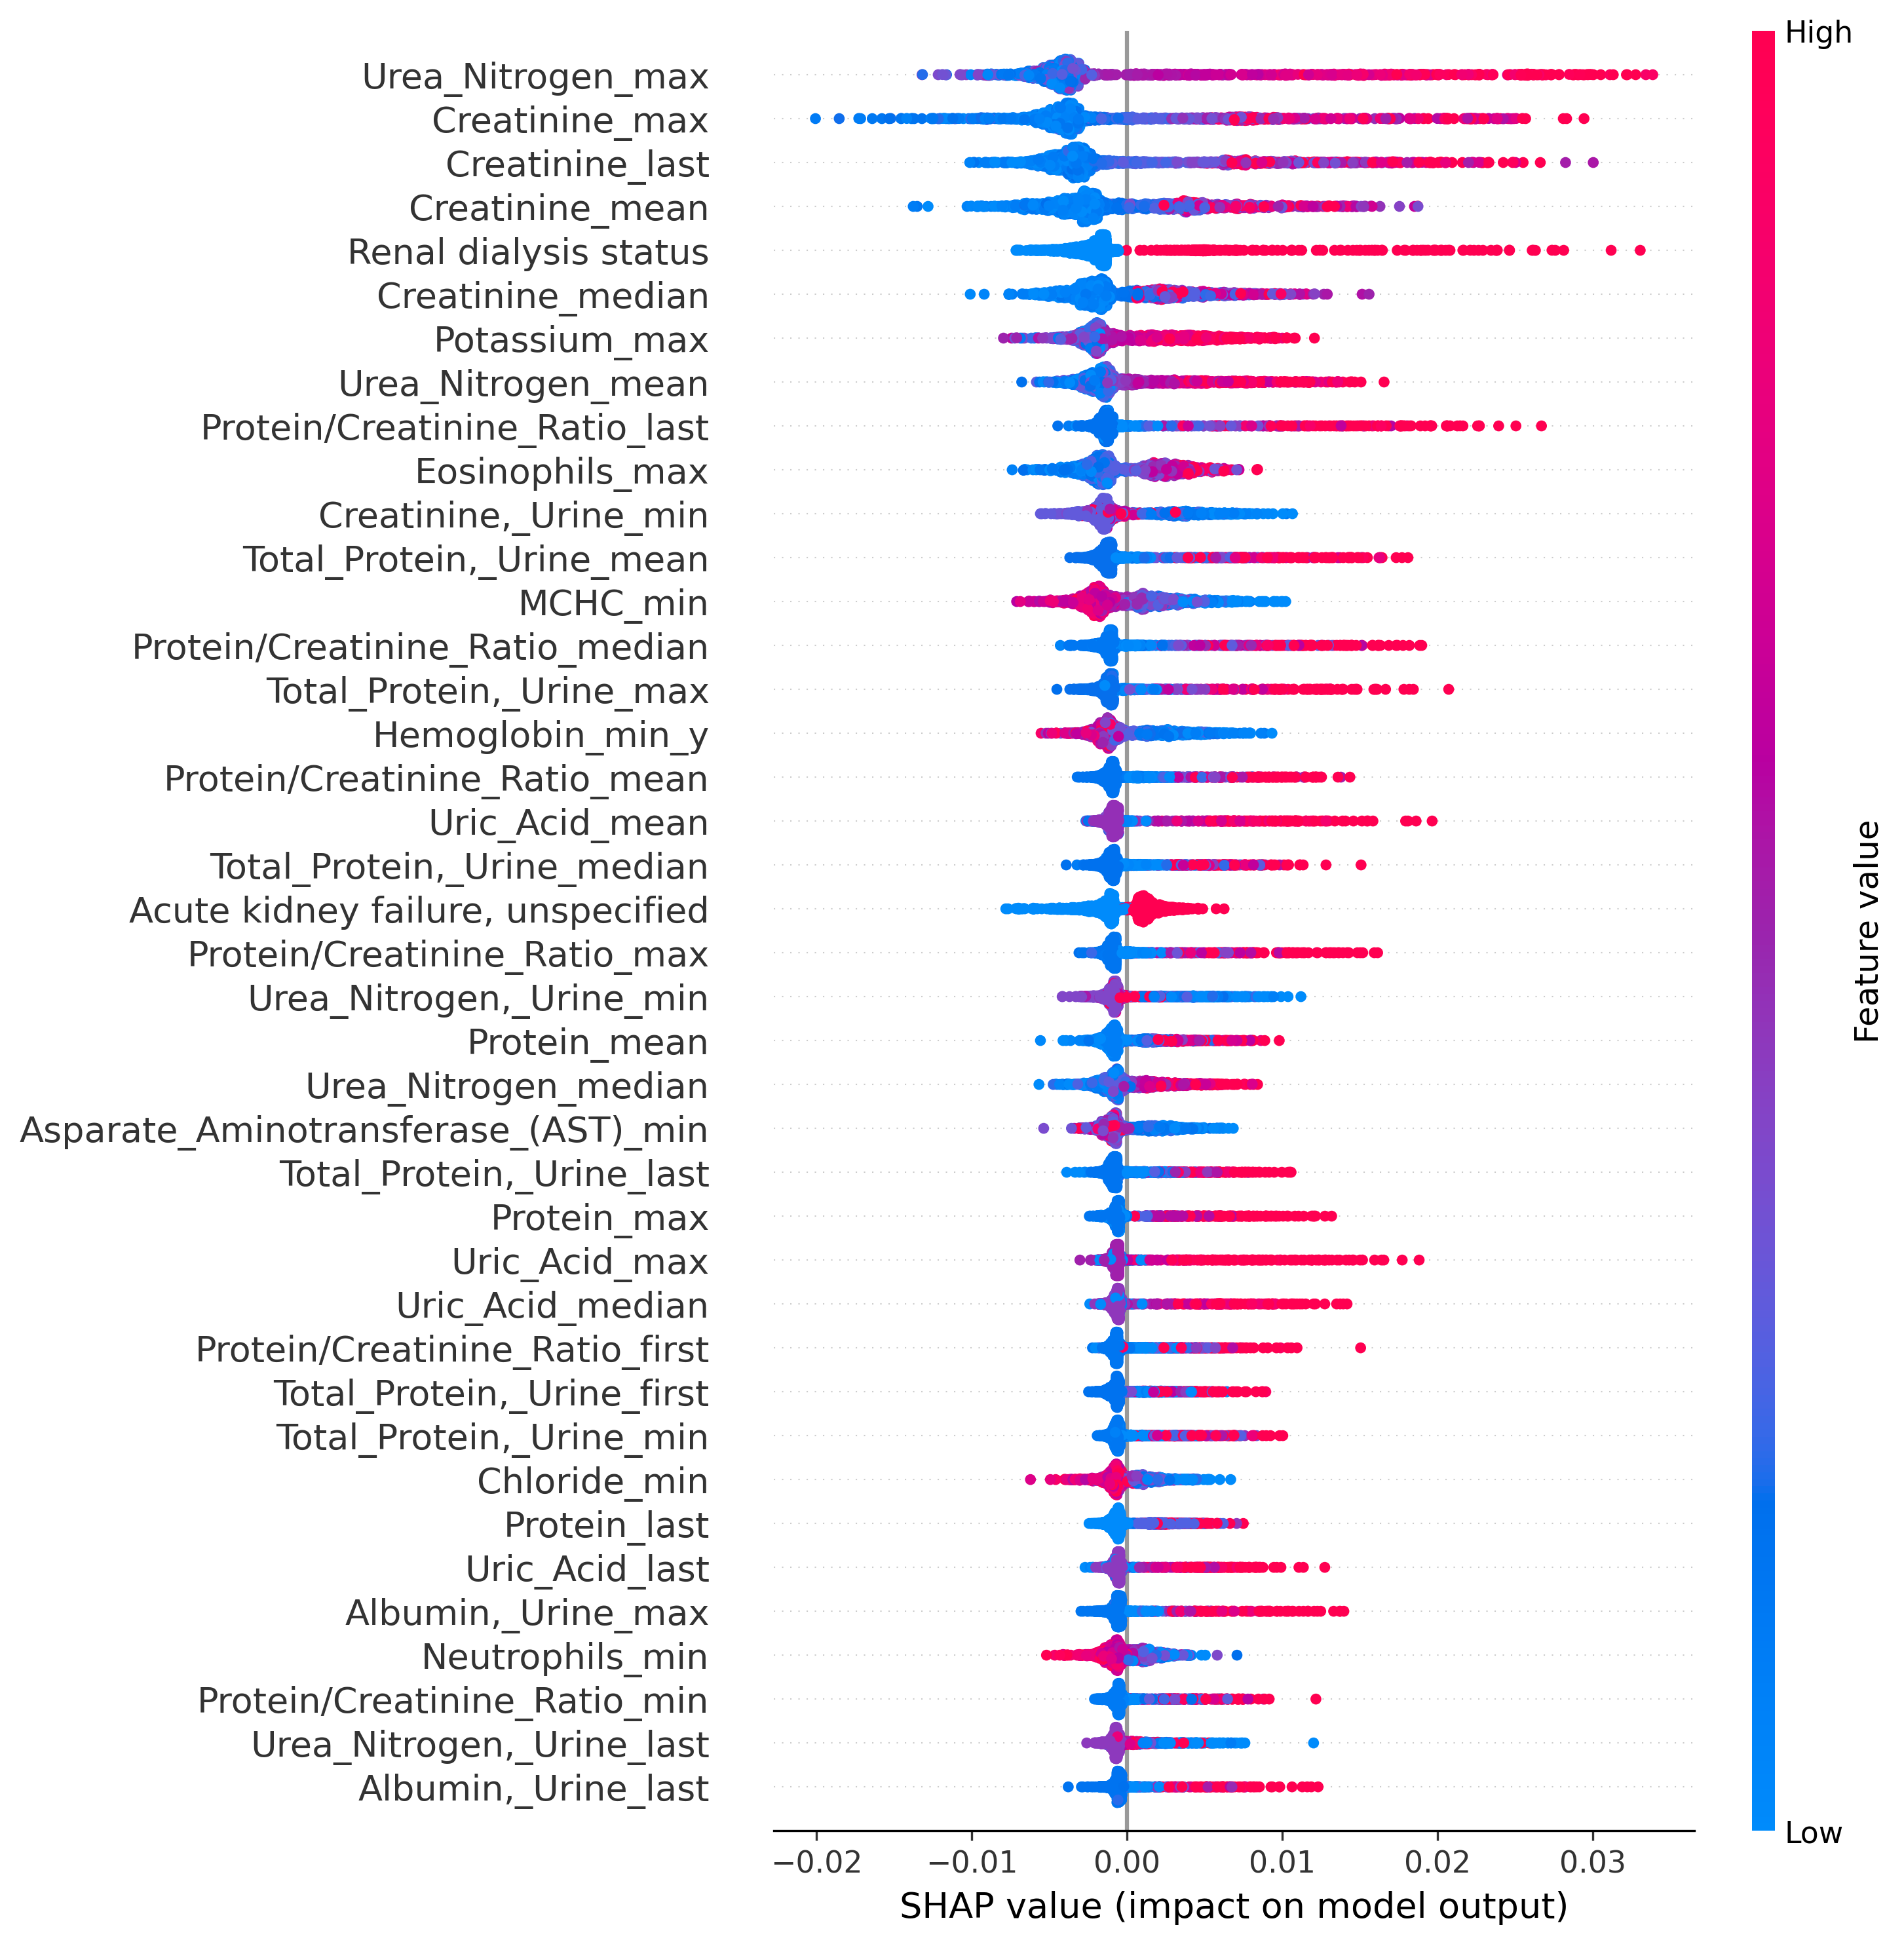 High
Urea_Nitrogen_max
Creatinine_max
Creatinine_last
Creatinine_mean
Renal dialysis status
Creatinine_median
Potassium_max
Urea_Nitrogen_mean
Protein/Creatinine_Ratio_last
Eosinophils_max
Creatinine,_Urine_min
Total_Protein,_Urine_mean
MCHC_min
Protein/Creatinine_Ratio_median
Total_Protein,_Urine_max
Hemoglobin_min_y
Protein/Creatinine_Ratio_mean
Uric_Acid_mean
Total_Protein,_Urine_median
Acute kidney failure, unspecified
Protein/Creatinine_Ratio_max
Urea_Nitrogen,_Urine_min
Protein_mean
Urea_Nitrogen_median
Asparate_Aminotransferase_(AST)_min
Total_Protein,_Urine_last
Protein_max
Uric_Acid_max
Uric_Acid_median
Protein/Creatinine_Ratio_first
Total_Protein,_Urine_first
Total_Protein,_Urine_min
Chloride_min
Protein_last
Uric_Acid_last
Albumin,_Urine_max
Neutrophils_min
Protein/Creatinine_Ratio_min
Urea_Nitrogen,_Urine_last
Albumin,_Urine_last
Feature value
Low
−0.02 −0.01 0.00 0.01 0.02 0.03
SHAP value (impact on model output)